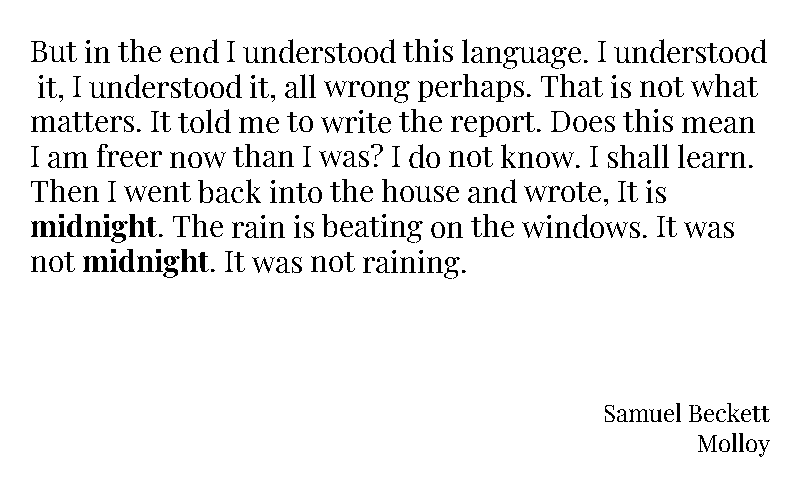 But in the end I understood this language. I understood
it, I understood it, all wrong perhaps. That is not what
matters. It told me to write the report. Does this mean
I am freer now than I was? I do not know. I shall learn.
Then I went back into the house and wrote, It is
midnight. The rain is beating on the windows. It was
not midnight. It was not raining.
Samuel Beckett
Molloy